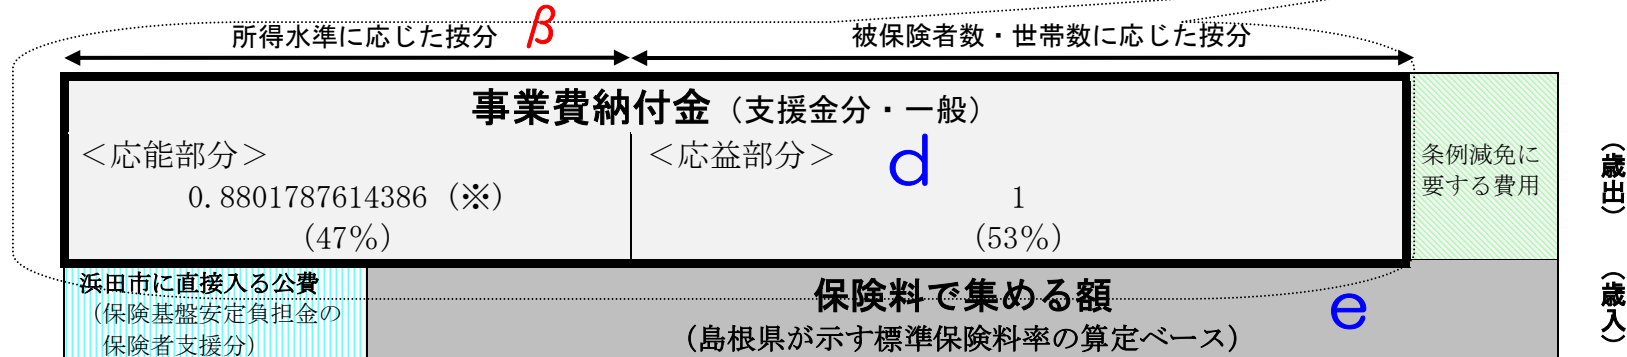 所得水準に応じた按分 β 被保険者数・世帯数に応じた按分
事業費納付金（支援金分・一般）
＜応能部分＞ ＜応益部分＞ d
0.8801787614386（※） 1
（47％） （53％）
条例減免に
要する費用
（歳出）
浜田市に直接入る公費
（保険基盤安定負担金の
保険者支援分）
保険料で集める額 e
（島根県が示す標準保険料率の算定ベース）
（歳入）